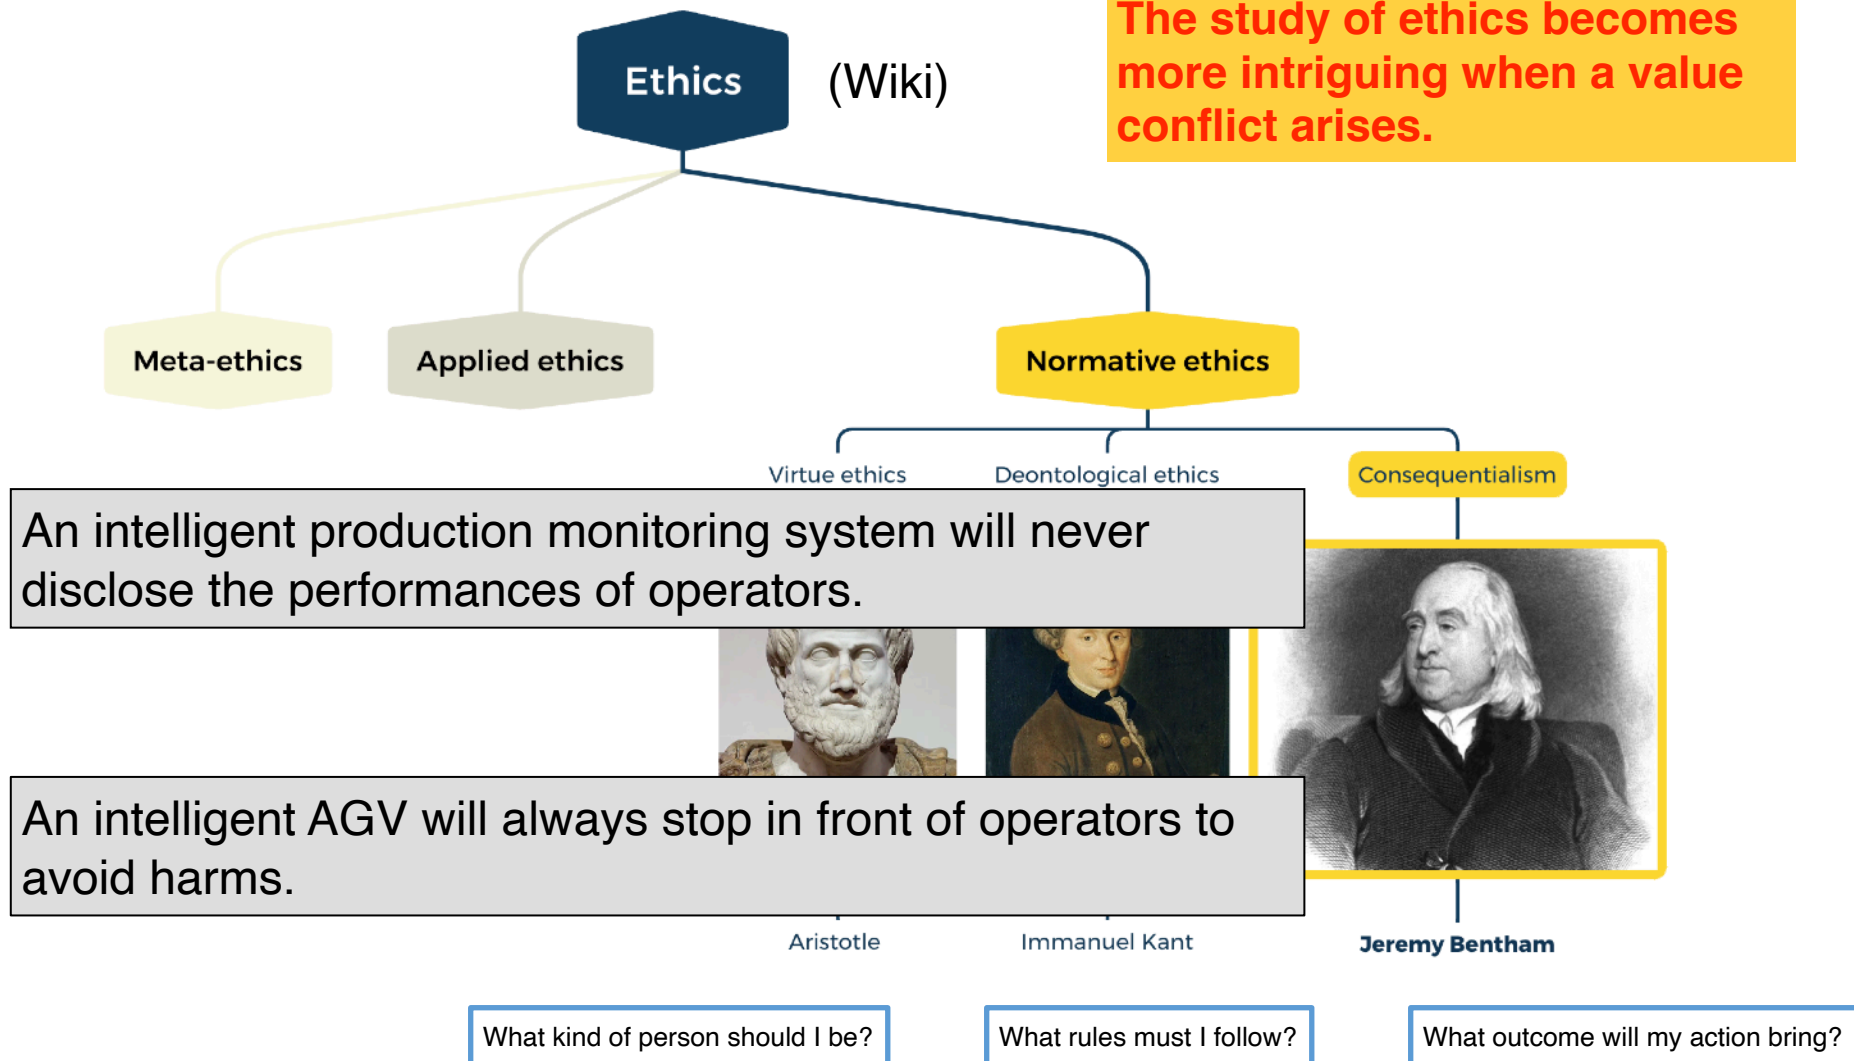 The study of ethics becomes
more intriguing when a value
conflict arises.
Ethics
(Wiki)
Meta-ethics
Applied ethics
Normative ethics
Virtue ethics
Deontological ethics
Consequentialism
An intelligent production monitoring system will never
disclose the performances of operators.
An intelligent AGV will always stop in front of operators to
avoid harms.
Aristotle
Immanuel Kant
Jeremy Bentham
What kind of person should I be?
What rules must I follow?
What outcome will my action bring?